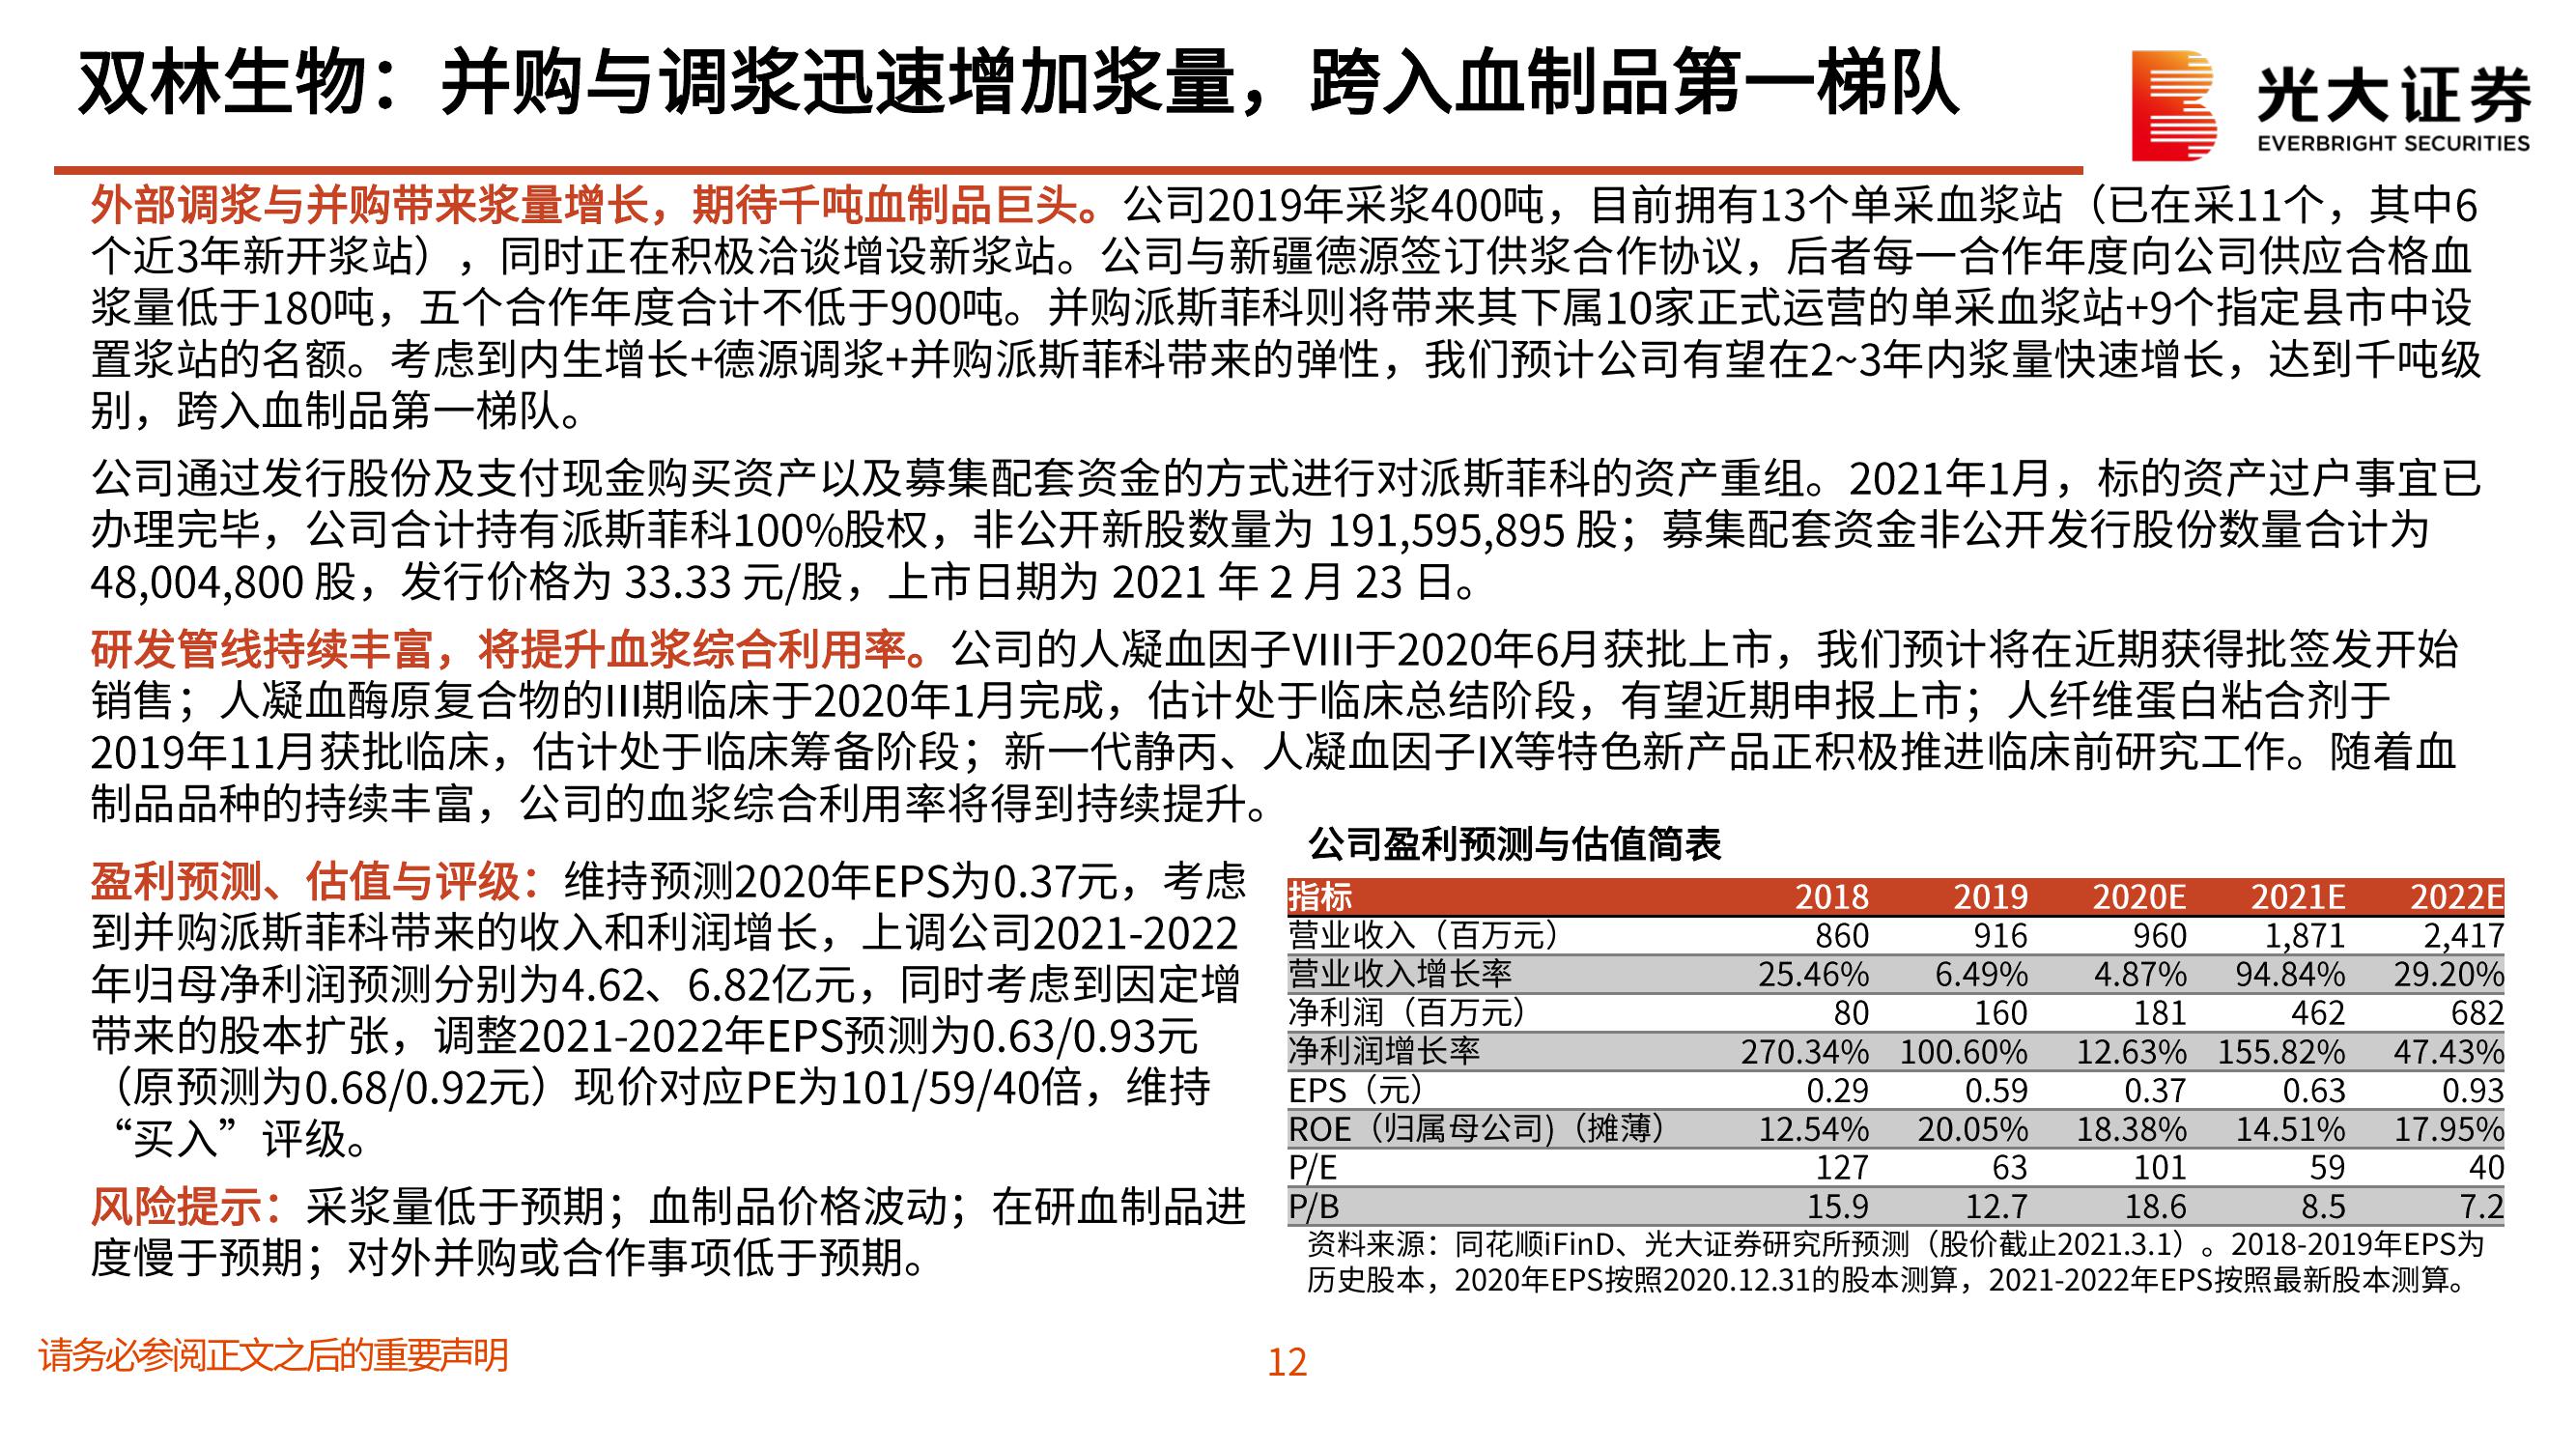 双林生物：并购与调浆迅速增加浆量，跨入血制品第一梯队
光大证券
EVERBRIGHT SECURITIES
外部调浆与并购带来浆量增长，期待千吨血制品巨头。公司2019年采浆400吨，目前拥有13个单采血浆站（已在采11个，其中6
个近3年新开浆站），同时正在积极洽谈增设新浆站。公司与新疆德源签订供浆合作协议，后者每一合作年度向公司供应合格血
浆量低于180吨，五个合作年度合计不低于900吨。并购派斯菲科则将带来其下属10家正式运营的单采血浆站+9个指定县市中设
置浆站的名额。考虑到内生增长+德源调浆+并购派斯菲科带来的弹性，我们预计公司有望在2~3年内浆量快速增长，达到千吨级
别，跨入血制品第一梯队。
公司通过发行股份及支付现金购买资产以及募集配套资金的方式进行对派斯菲科的资产重组。2021年1月，标的资产过户事宜已
办理完毕，公司合计持有派斯菲科100%股权，非公开新股数量为 191,595,895 股；募集配套资金非公开发行股份数量合计为
48,004,800 股，发行价格为 33.33 元/股，上市日期为 2021 年 2 月 23 日。
研发管线持续丰富，将提升血浆综合利用率。公司的人凝血因子VIII于2020年6月获批上市，我们预计将在近期获得批签发开始
销售；人凝血酶原复合物的III期临床于2020年1月完成，估计处于临床总结阶段，有望近期申报上市；人纤维蛋白粘合剂于
2019年11月获批临床，估计处于临床筹备阶段；新一代静丙、人凝血因子IX等特色新产品正积极推进临床前研究工作。随着血
制品品种的持续丰富，公司的血浆综合利用率将得到持续提升。
盈利预测、估值与评级：维持预测2020年EPS为0.37元，考虑
到并购派斯菲科带来的收入和利润增长，上调公司2021-2022
年归母净利润预测分别为4.62、6.82亿元，同时考虑到因定增
带来的股本扩张，调整2021-2022年EPS预测为0.63/0.93元
（原预测为0.68/0.92元）现价对应PE为101/59/40倍，维持
“买入”评级。
风险提示：采浆量低于预期；血制品价格波动；在研血制品进
度慢于预期；对外并购或合作事项低于预期。
公司盈利预测与估值简表
指标 2018 2019 2020E 2021E 2022E
营业收入（百万元） 860 916 960 1,871 2,417
营业收入增长率 25.46% 6.49% 4.87% 94.84% 29.20%
净利润（百万元） 80 160 181 462 682
净利润增长率 270.34% 100.60% 12.63% 155.82% 47.43%
EPS（元） 0.29 0.59 0.37 0.63 0.93
ROE（归属母公司)（摊薄） 12.54% 20.05% 18.38% 14.51% 17.95%
P/E 127 63 101 59 40
P/B 15.9 12.7 18.6 8.5 7.2
资料来源：同花顺iFinD、光大证券研究所预测（股价截止2021.3.1）。2018-2019年EPS为
历史股本，2020年EPS按照2020.12.31的股本测算，2021-2022年EPS按照最新股本测算。
请务必参阅正文之后的重要声明
12